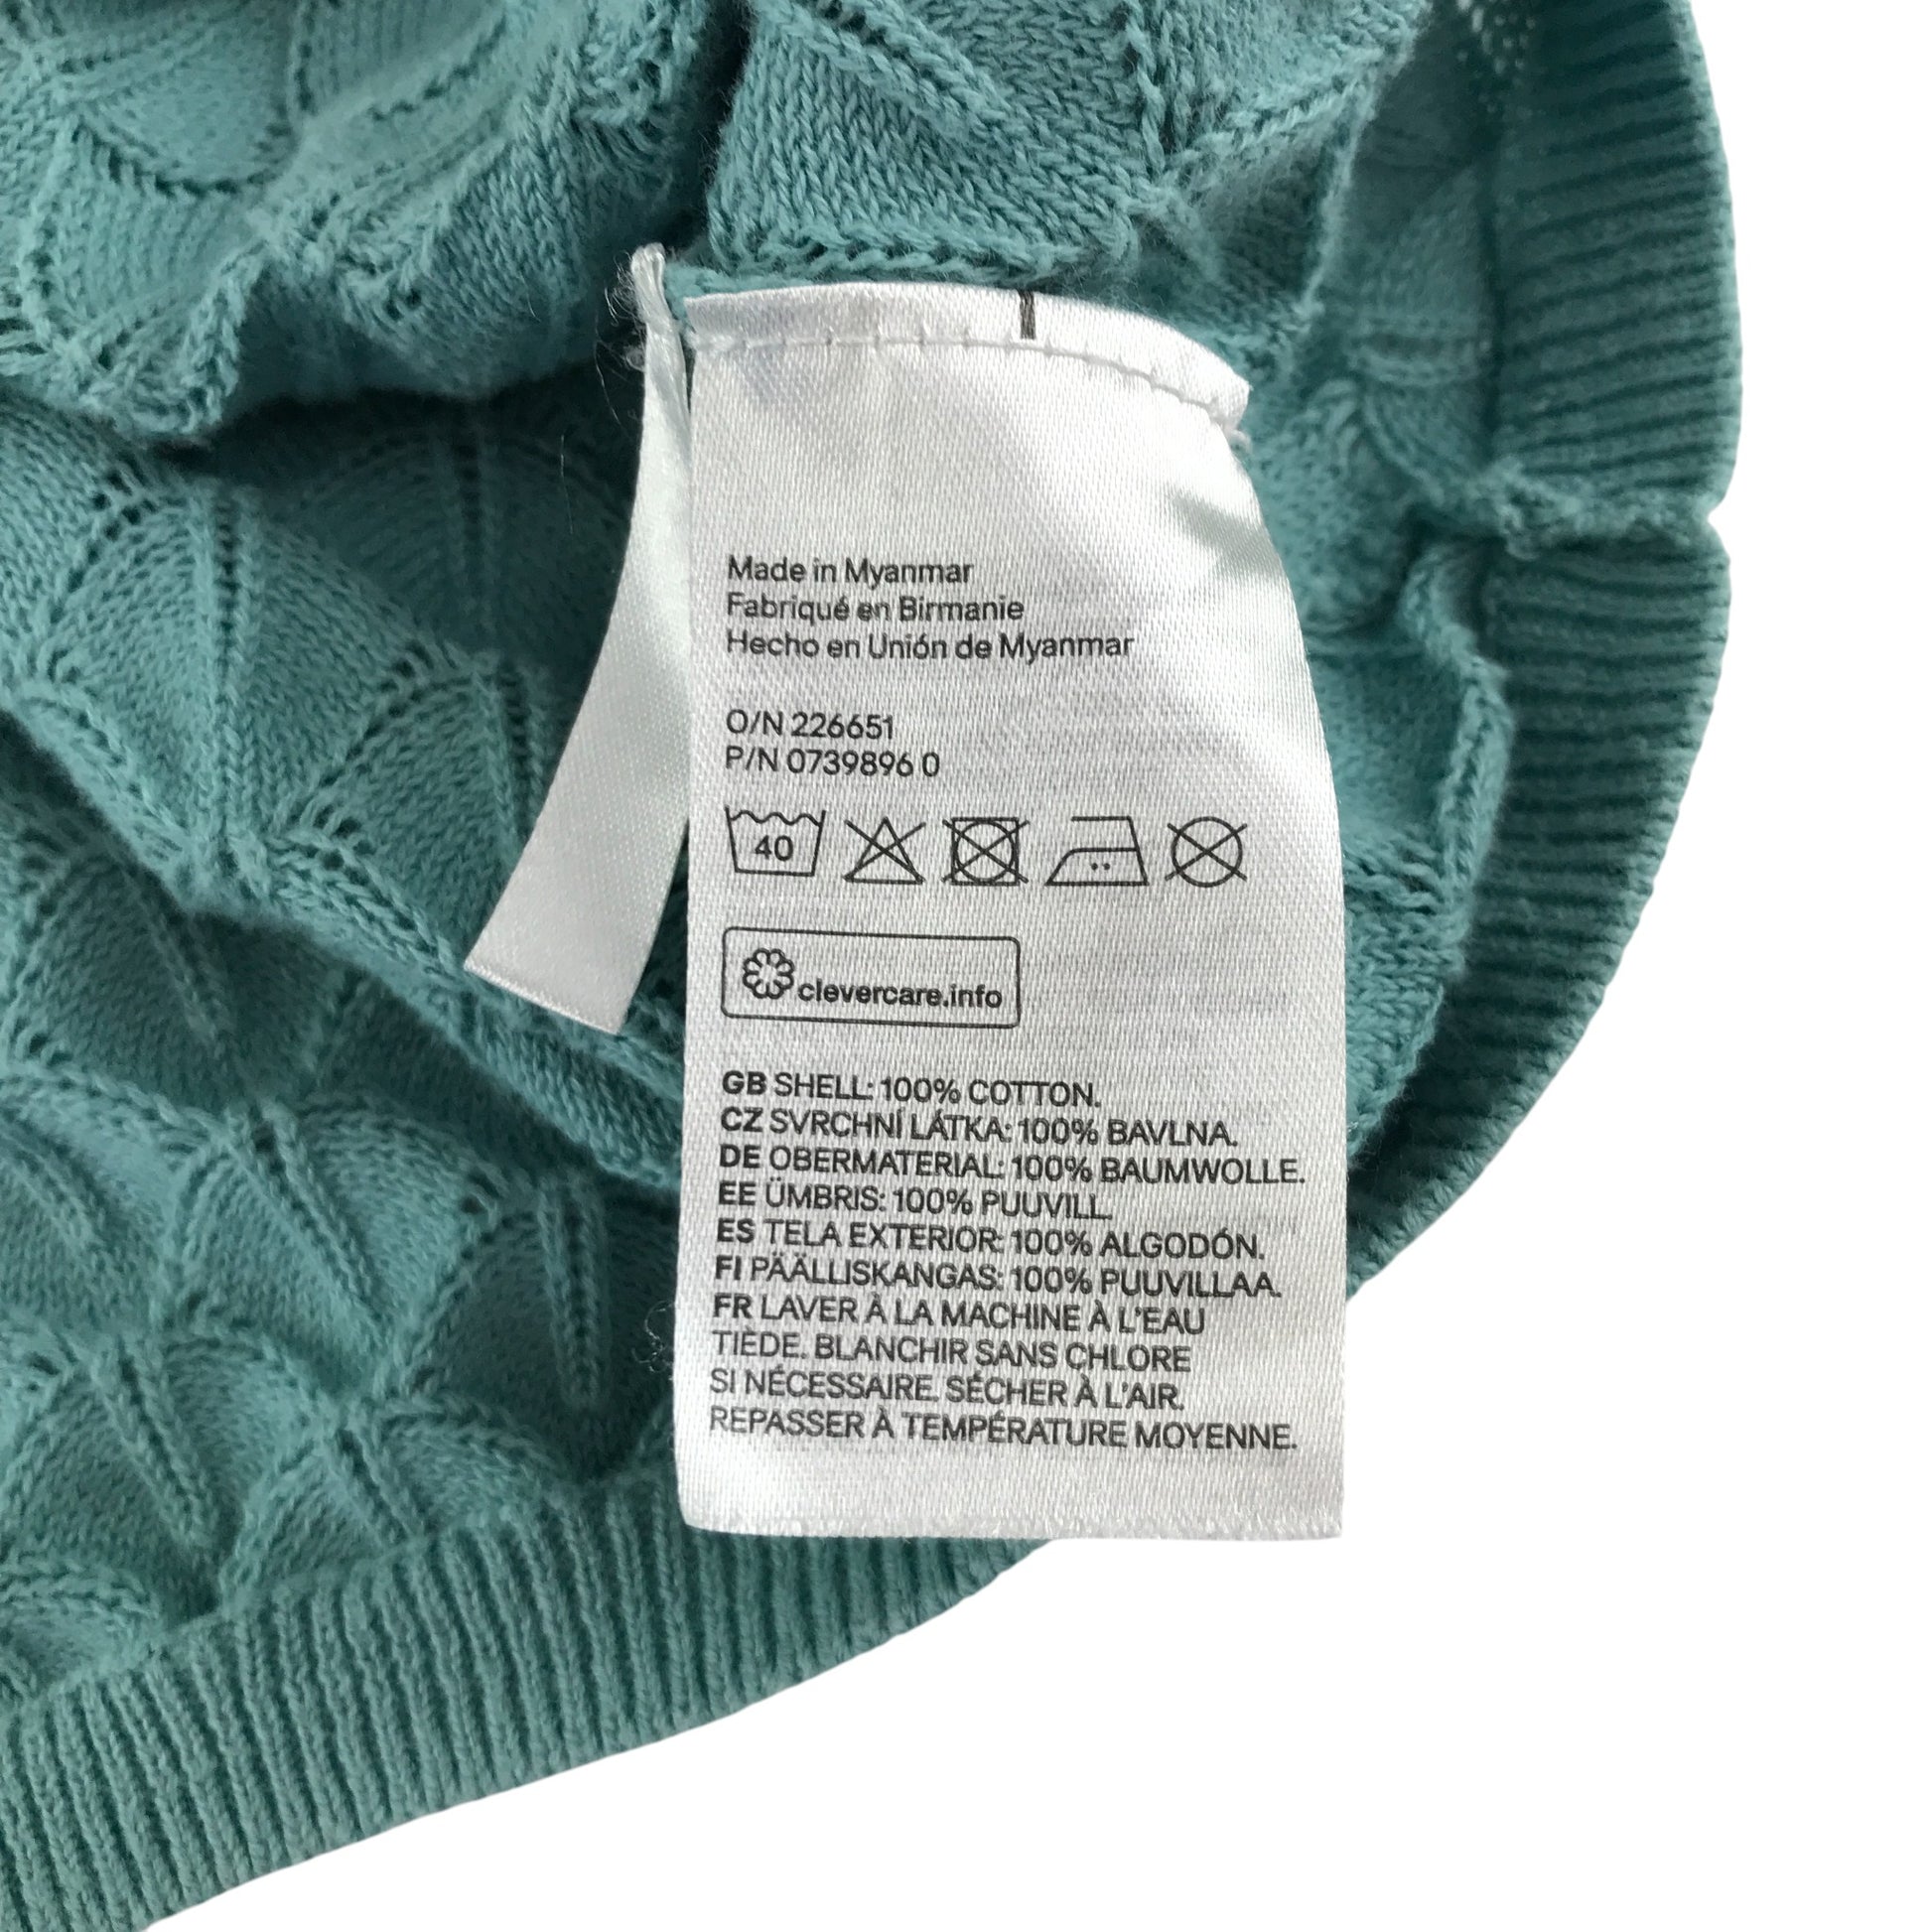 Made in Myanmar
Fabriqué en Birmanie
Hecho en Unión de Myanmar
O/N 226651
P/N 0739896 0
40
clevercare.info
GB SHELL: 100% COTTON.
CZ SVRCHNÍ LÁTKA: 100% BAVLNA.
DE OBERMATERIAL: 100% BAUMWOLLE.
EE ÜMBRIS: 100% PUUVILL.
ES TELA EXTERIOR: 100% ALGODÓN.
FI PÄÄLLISKANGAS: 100% PUUVILLAA.
FR LAVER À LA MACHINE À L'EAU
TIÈDE. BLANCHIR SANS CHLORE
SI NÉCESSAIRE. SÉCHER À L'AIR.
REPASSER À TEMPÉRATURE MOYENNE.